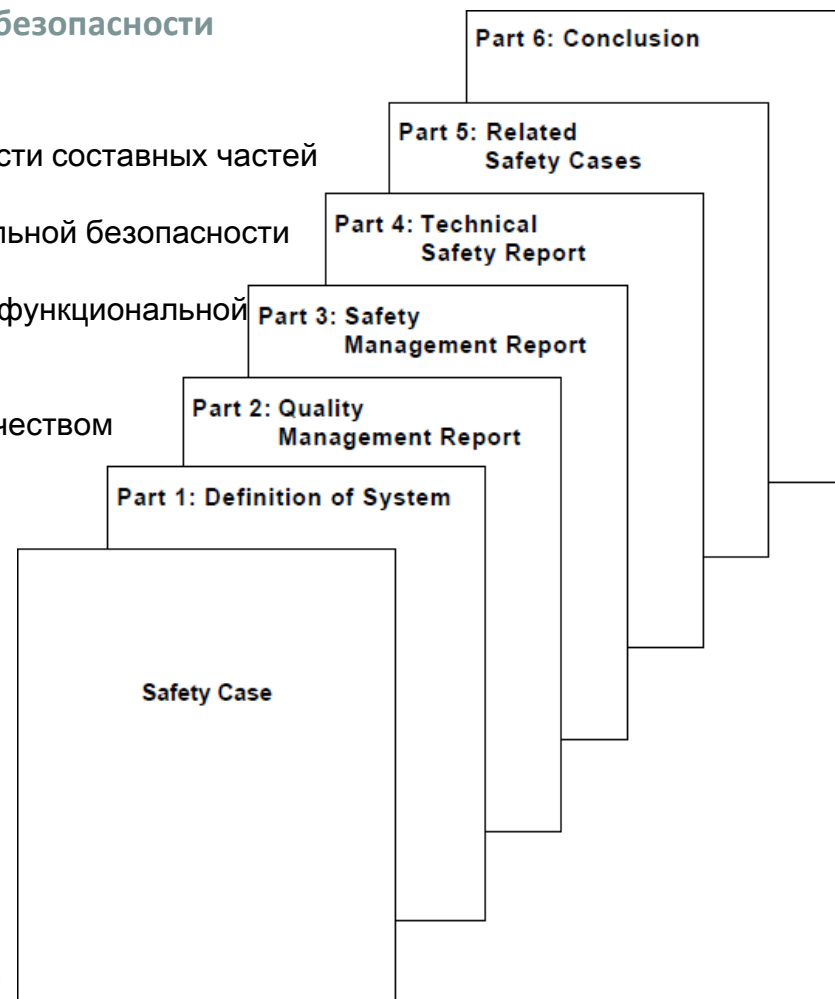 безопасности
Part 6: Conclusion
Part 5: Related
Safety Cases
сти составных частей
Part 4: Technical
Safety Report
льной безопасности
функциональной
Part 3: Safety
Management Report
Part 2: Quality
Management Report
чеством
Part 1: Definition of System
Safety Case